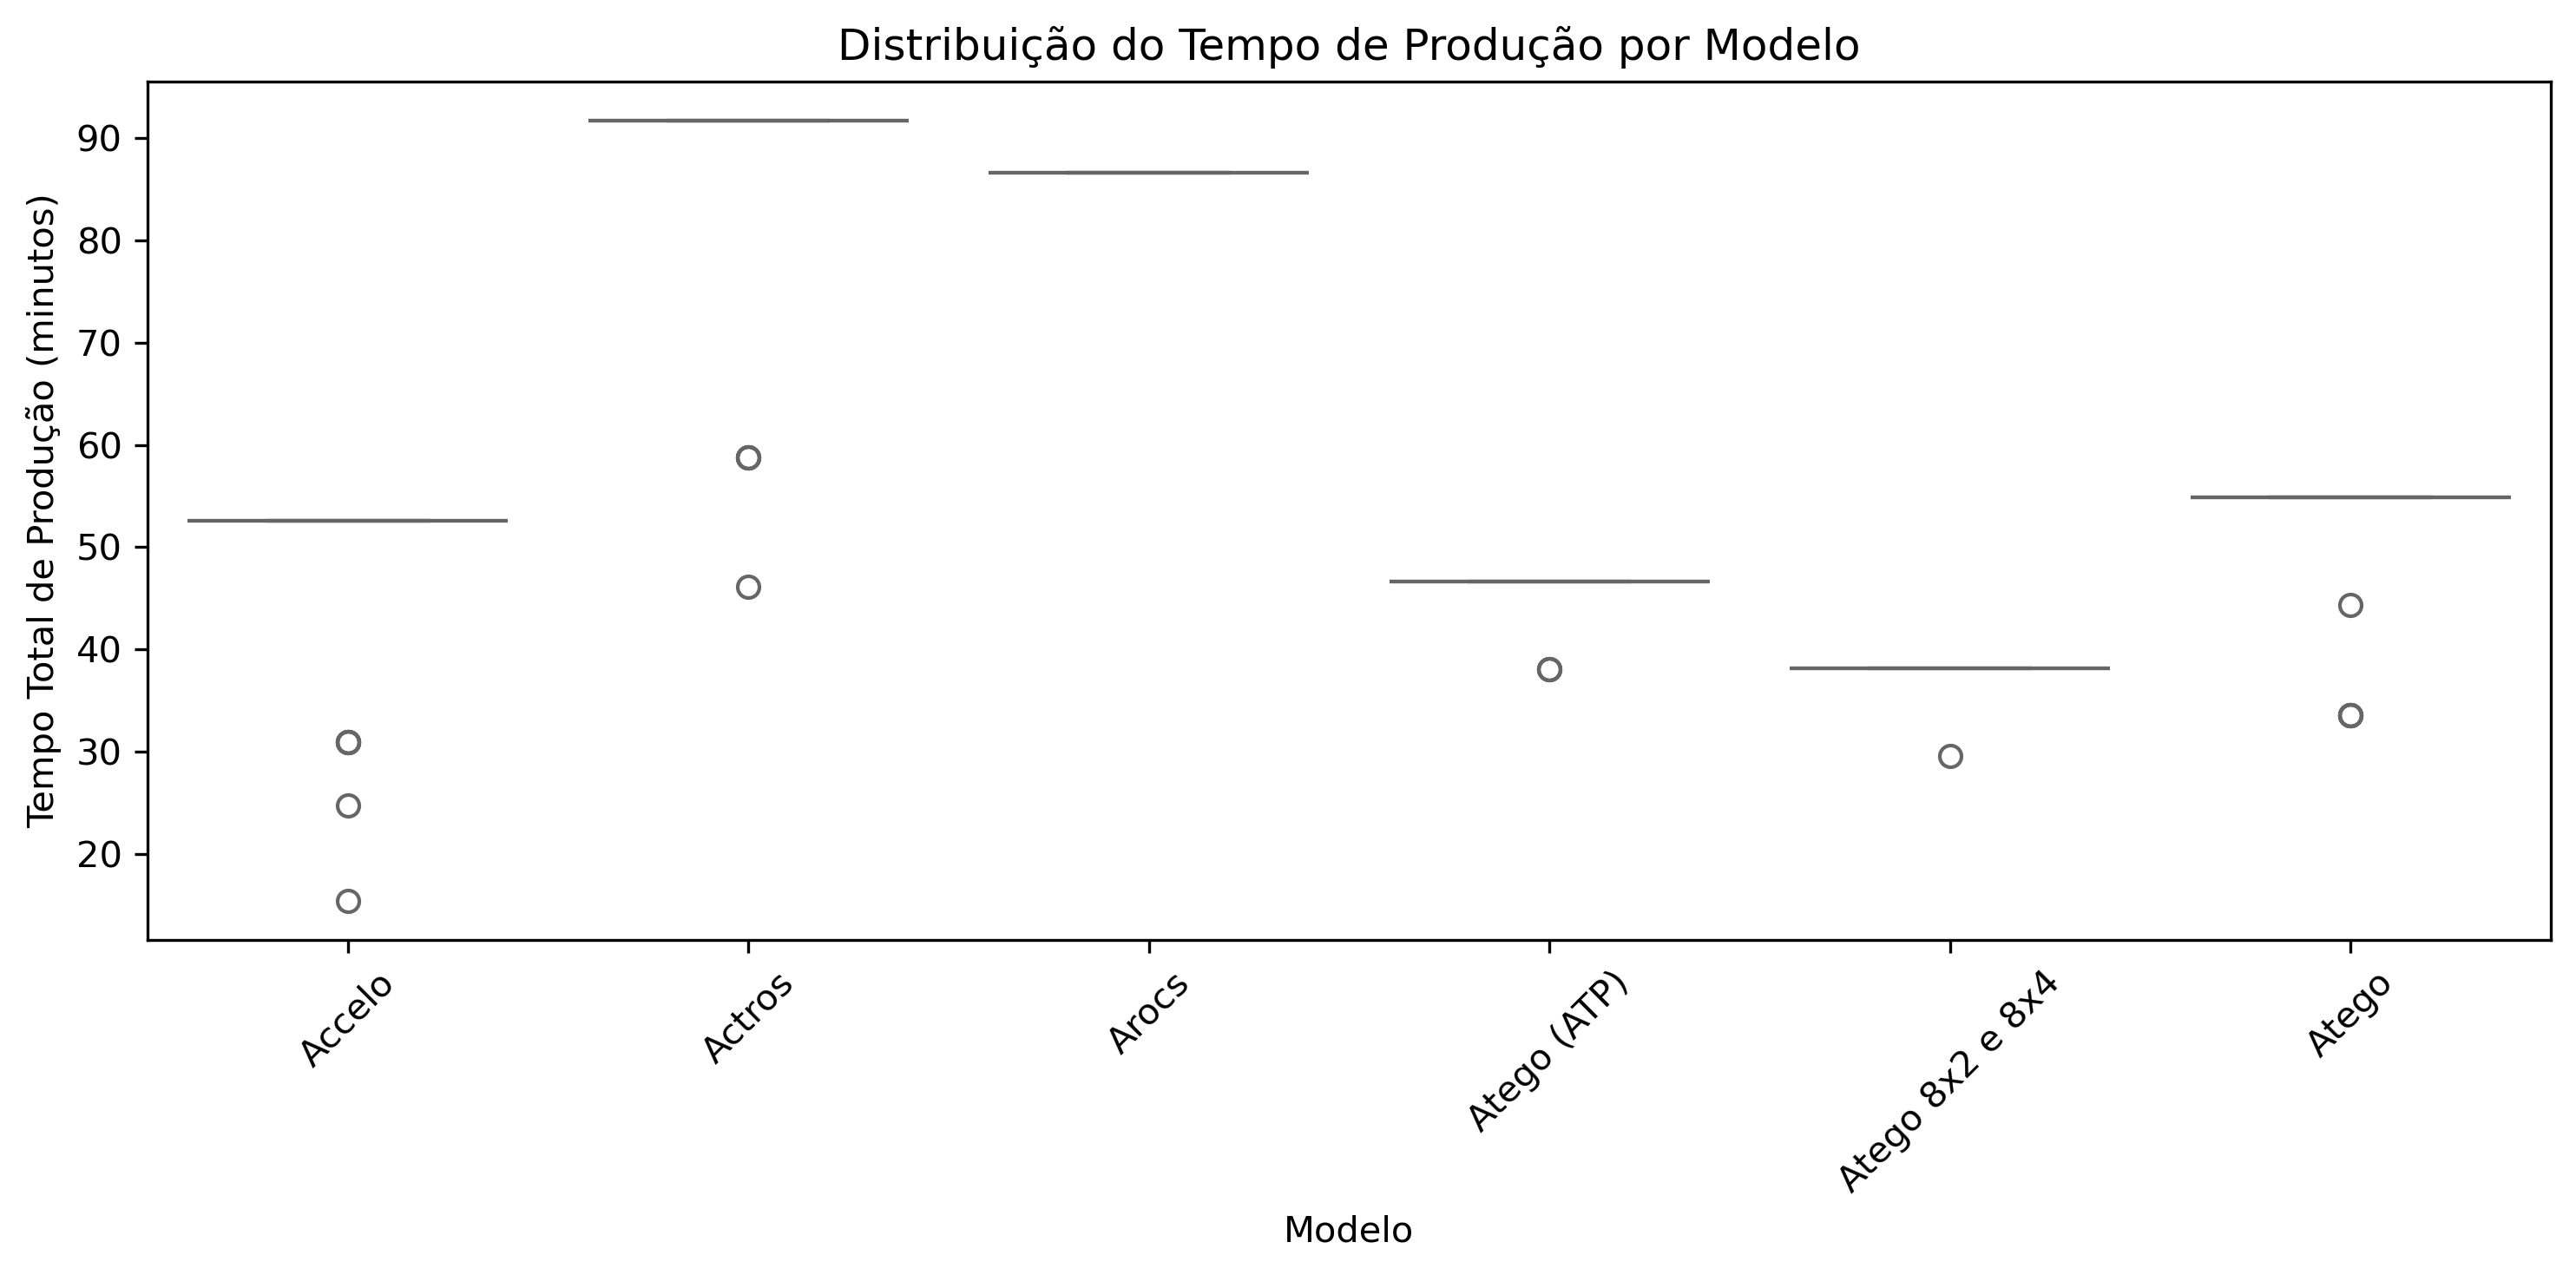 Distribuição do Tempo de Produção por Modelo
Tempo Total de Produção (minutos)
90
80
70
60
50
40
30
20
Accelo
Actros
Arocs
Atego (ATP)
Atego 8x2 e 8x4
Atego
Modelo